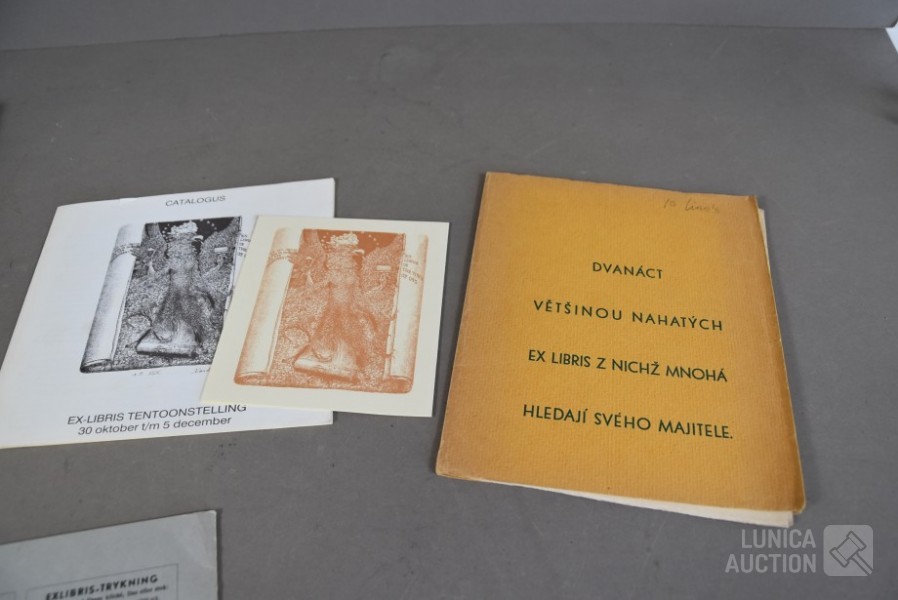 CATALOGUS
EX-LIBRIS TENTOONSTELLING
30 oktober t/m 5 december
DVANÁCT
VĚTŠINOU NAHATÝCH
EX LIBRIS Z NICHŽ MNOHÁ
HLEDAJÍ SVÉHO MAJITELE.
EXLIBRIS-TRYKNING
LUNICA
AUCTION